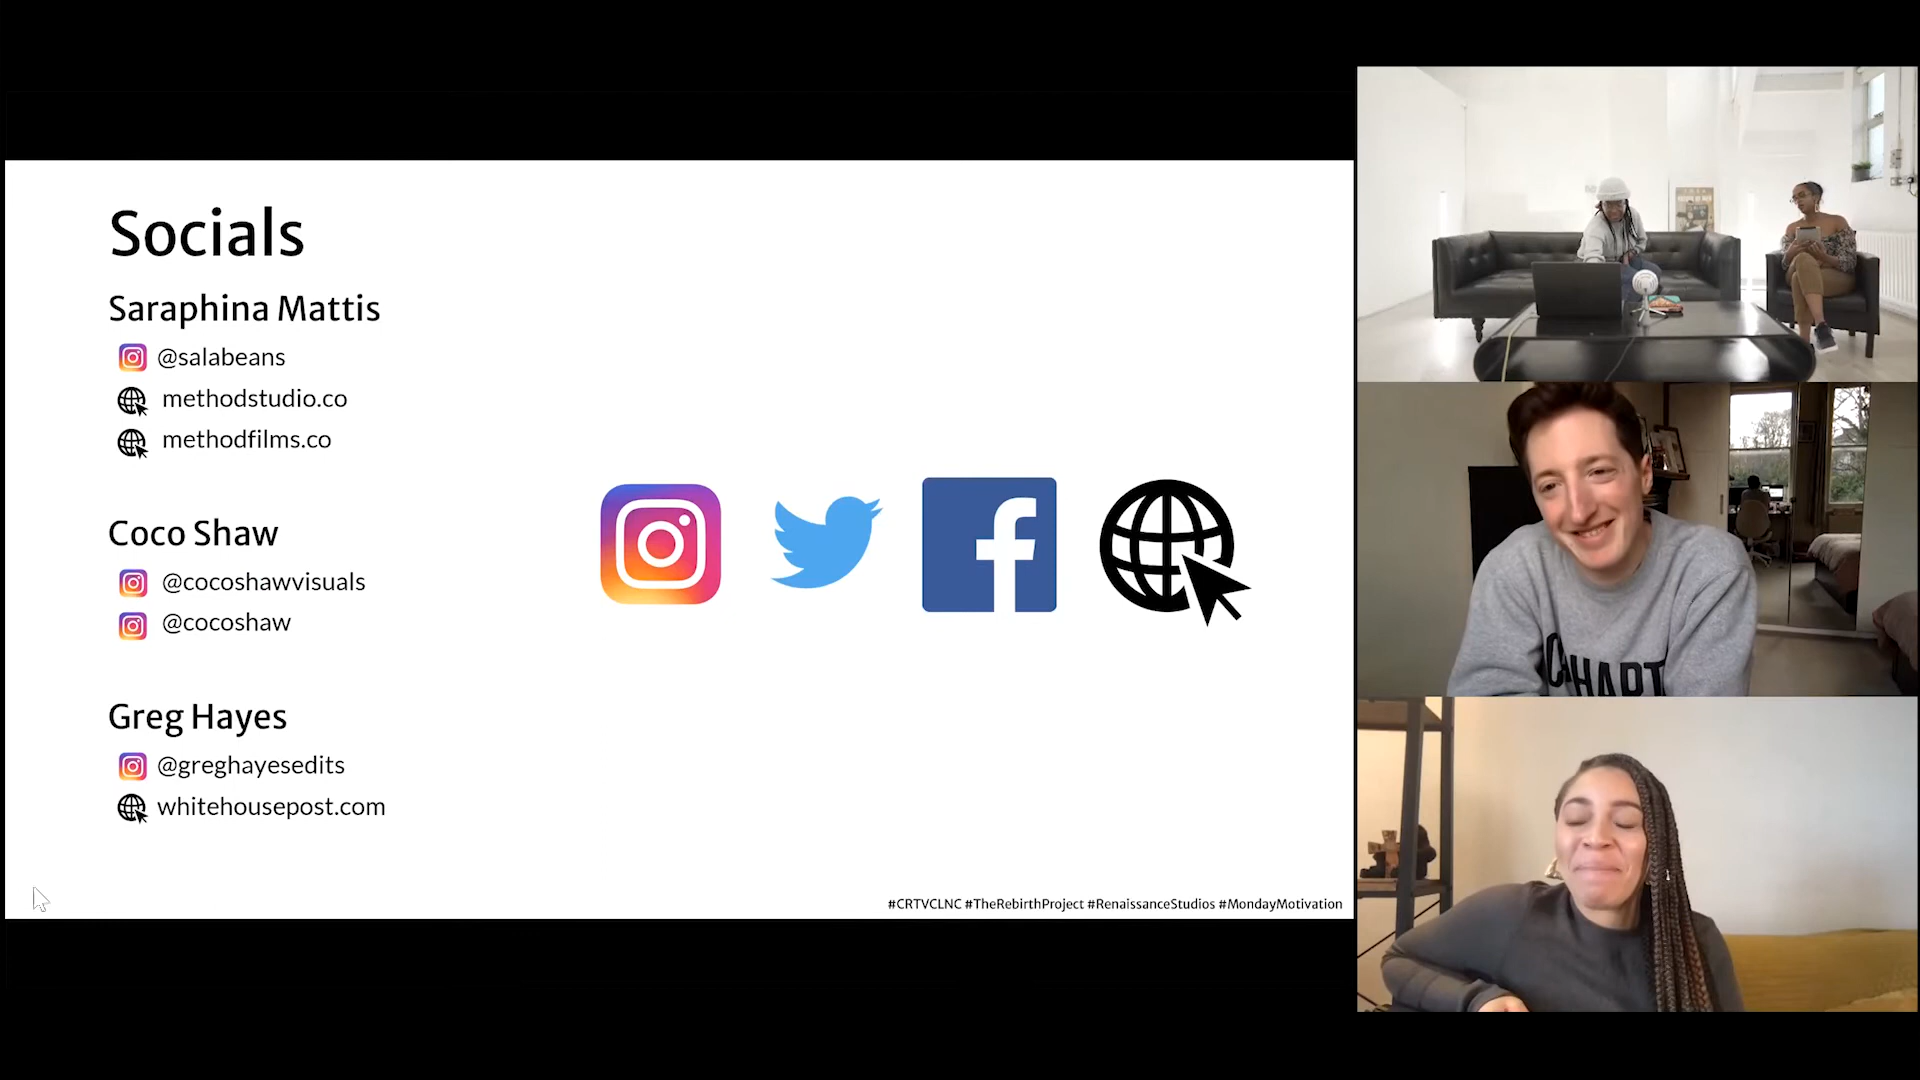 Socials
Saraphina Mattis
@salabeans
methodstudio.co
methodfilms.co
Coco Shaw
@cocoshawvisuals
@cocoshaw
Greg Hayes
@greghayesedits
whitehousepost.com
#CRTVCLNC #TheRebirthProject #RenaissanceStudios #MondayMotivation